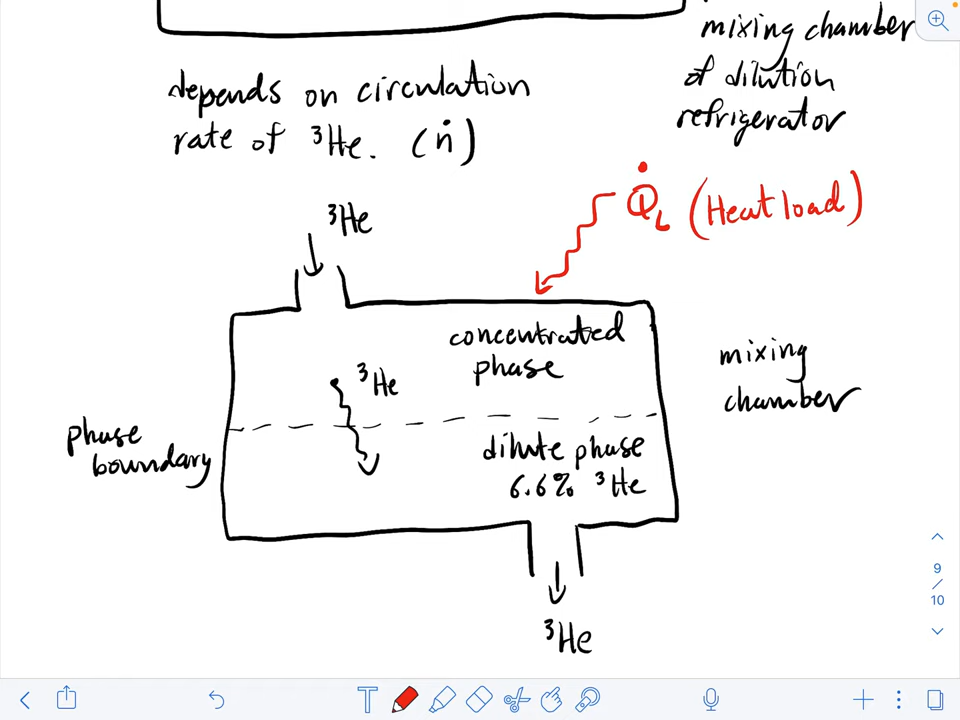 mixing chamber
of dilution
refrigerator
depends on circulation
rate of ³He. (ṅ)
³He
Q̇_L (Heat load)
concentrated
phase
³He
mixing
chamber
phase
boundary
dilute phase
6.6% ³He
³He
9
/
10
T